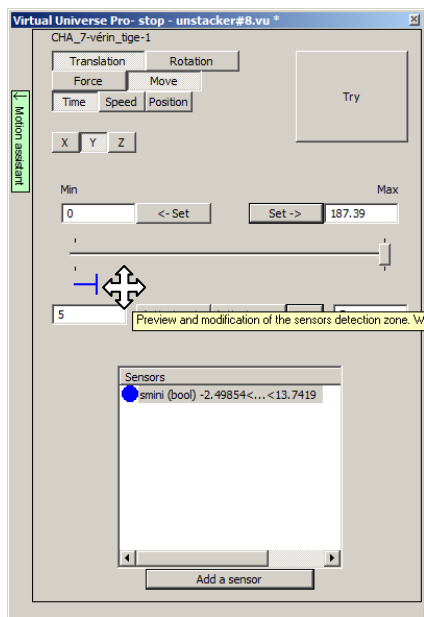 Virtual Universe Pro- stop - unstacker#8.vu *
CHA_7-vérin_tige-1
Translation Rotation
Force Move
Time Speed Position
Try
X Y Z
↓ Motion assistant
Min Max
0 <- Set Set -> 187.39
5
Preview and modification of the sensors detection zone. W
Sensors
smini (bool) -2.49854<...<13.7419
Add a sensor